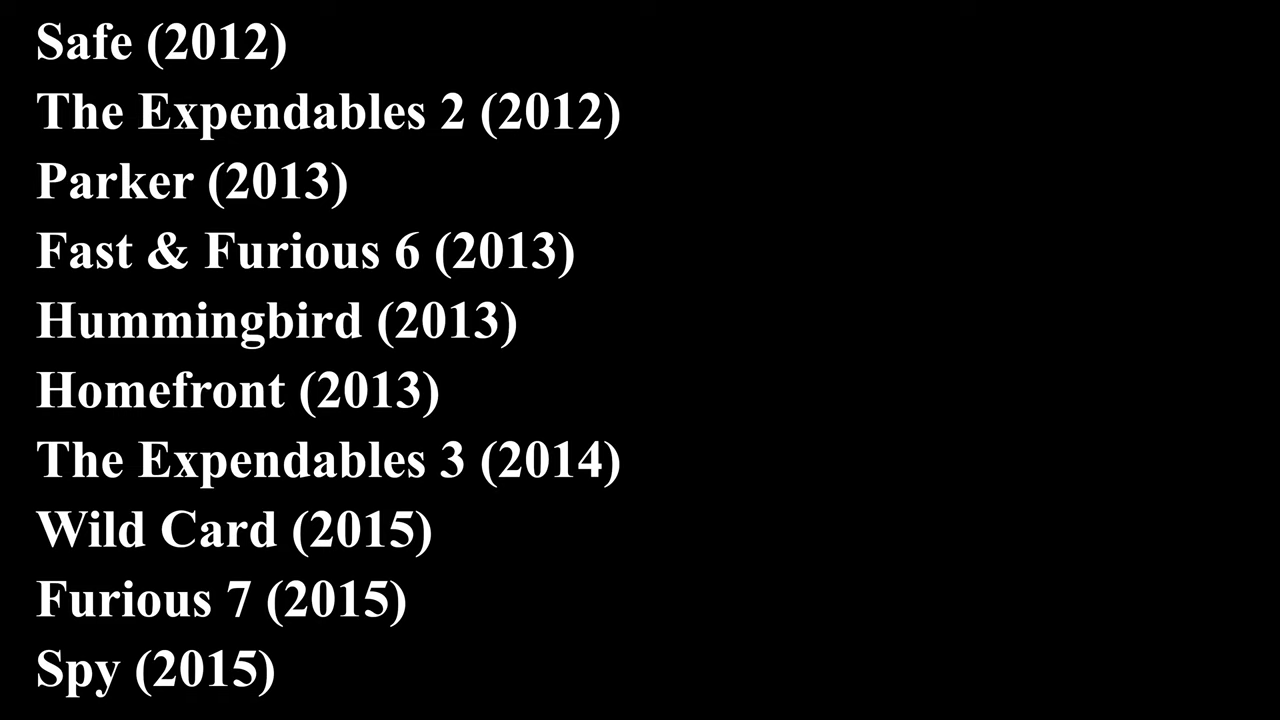 Safe (2012)
The Expendables 2 (2012)
Parker (2013)
Fast & Furious 6 (2013)
Hummingbird (2013)
Homefront (2013)
The Expendables 3 (2014)
Wild Card (2015)
Furious 7 (2015)
Spy (2015)